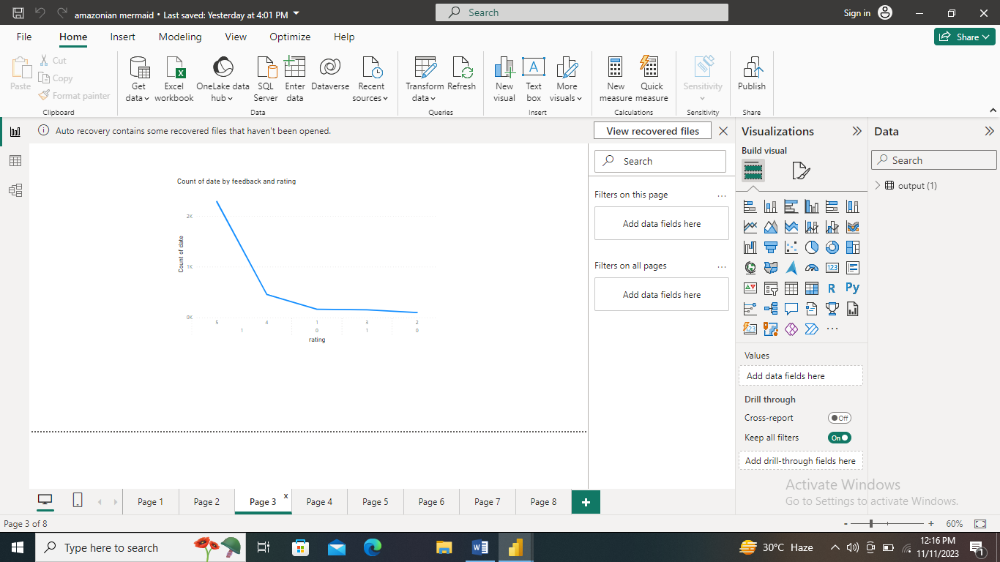 amazonian mermaid • Last saved: Yesterday at 4:01 PM
Search
Sign in
File Home Insert Modeling View Optimize Help
Share
Paste
Cut
Copy
Format painter
Clipboard
Get data
Excel workbook
OneLake data hub
SQL Server
Enter data
Dataverse
Recent sources
Data
Transform data
Refresh
Queries
New visual
Text box
More visuals
Insert
New measure
Quick measure
Calculations
Sensitivity
Sensitivity
Publish
Share
Auto recovery contains some recovered files that haven't been opened.
View recovered files
Count of date by feedback and rating
Count of date
2K
1K
0K
5 4 1 3 2
1 0 1 0
rating
Search
Filters on this page ...
Add data fields here
Filters on all pages ...
Add data fields here
Visualizations
Build visual
123
R Py
123
...
Values
Add data fields here
Drill through
Cross-report Off
Keep all filters On
Add drill-through fields here
Data
Search
output (1)
Activate Windows
Go to Settings to activate Windows.
Page 1 Page 2 Page 3 x Page 4 Page 5 Page 6 Page 7 Page 8 +
Page 3 of 8
- + 60%
Type here to search
W
30°C Haze
12:16 PM
11/11/2023
1